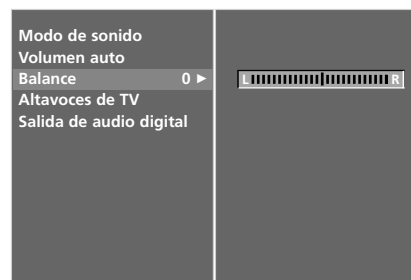 Modo de sonido
Volumen auto
Balance 0 ►
L R
Altavoces de TV
Salida de audio digital